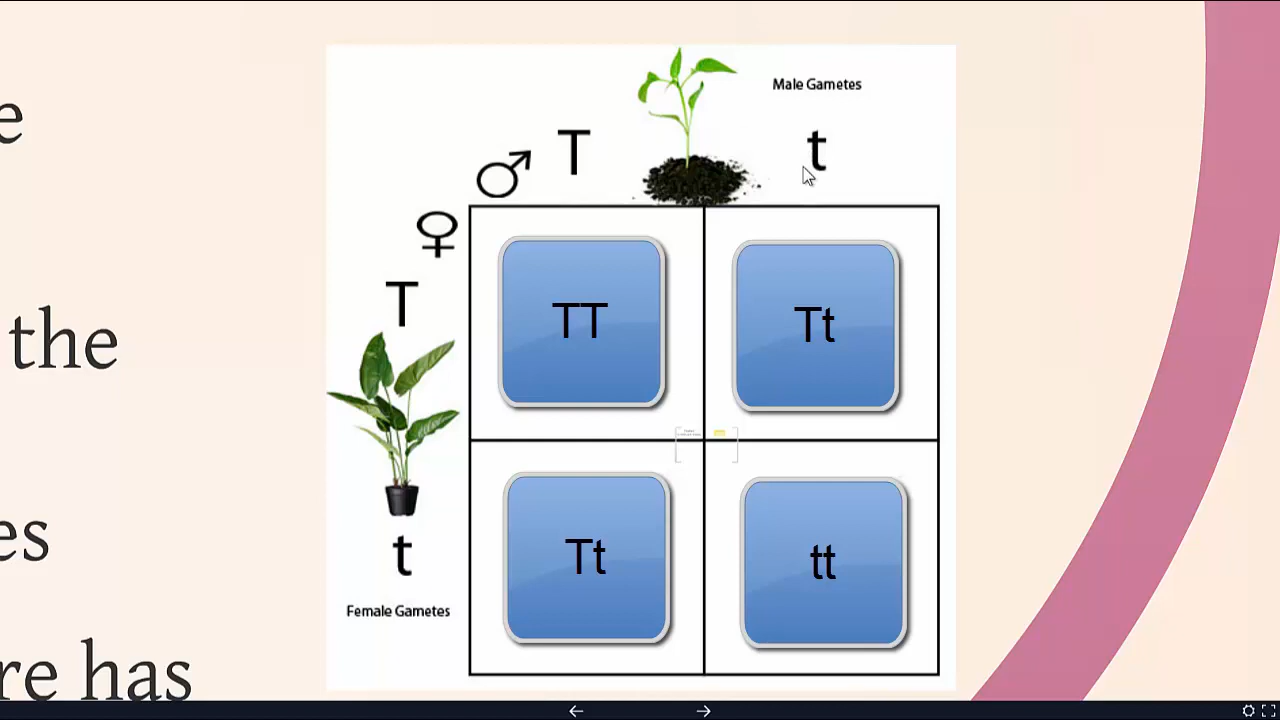 e
Male Gametes
T
t
T
TT
Tt
the
Tt
tt
es
t
Female Gametes
re has